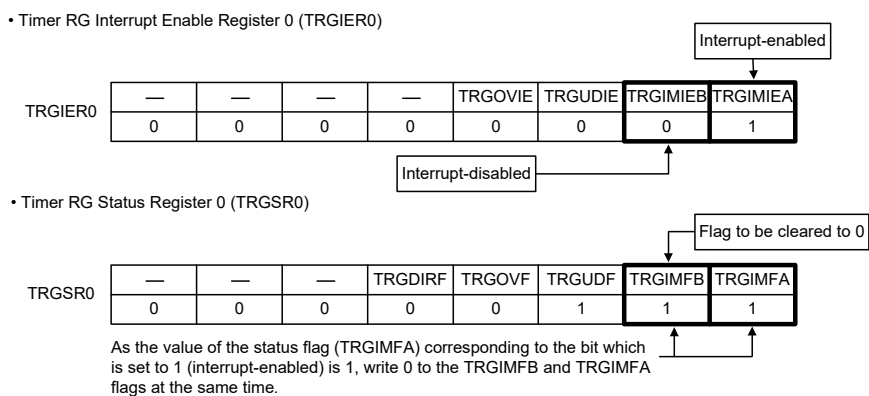 • Timer RG Interrupt Enable Register 0 (TRGIER0)
Interrupt-enabled
TRGIER0
— — — — TRGOVIE TRGUDIE TRGIMIEB TRGIMIEA
0 0 0 0 0 0 0 1
Interrupt-disabled
• Timer RG Status Register 0 (TRGSR0)
Flag to be cleared to 0
TRGSR0
— — — TRGDIRF TRGOVF TRGUDF TRGIMFB TRGIMFA
0 0 0 0 0 1 1 1
As the value of the status flag (TRGIMFA) corresponding to the bit which
is set to 1 (interrupt-enabled) is 1, write 0 to the TRGIMFB and TRGIMFA
flags at the same time.